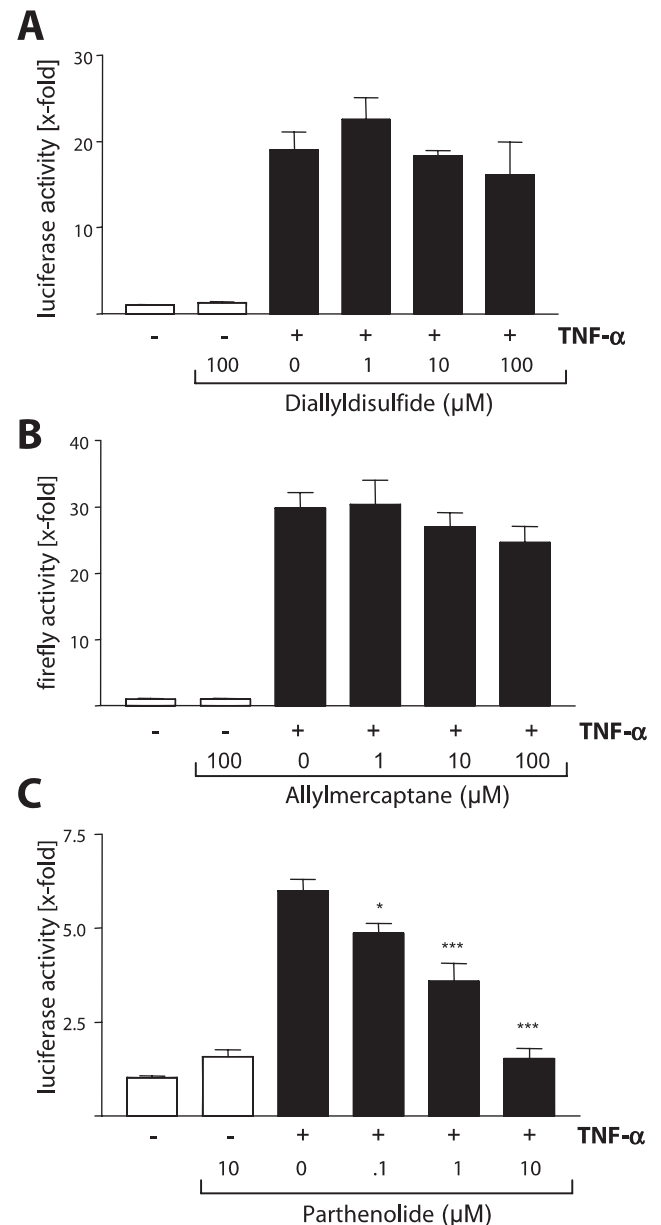 A
luciferase activity [x-fold]
30
20
10
- - + + + + TNF-α
100 0 1 10 100
Diallyldisulfide (µM)
B
firefly activity [x-fold]
40
30
20
10
- - + + + + TNF-α
100 0 1 10 100
Allylmercaptane (µM)
C
luciferase activity [x-fold]
7.5
5.0
2.5
*
***
***
- - + + + + TNF-α
10 0 .1 1 10
Parthenolide (µM)